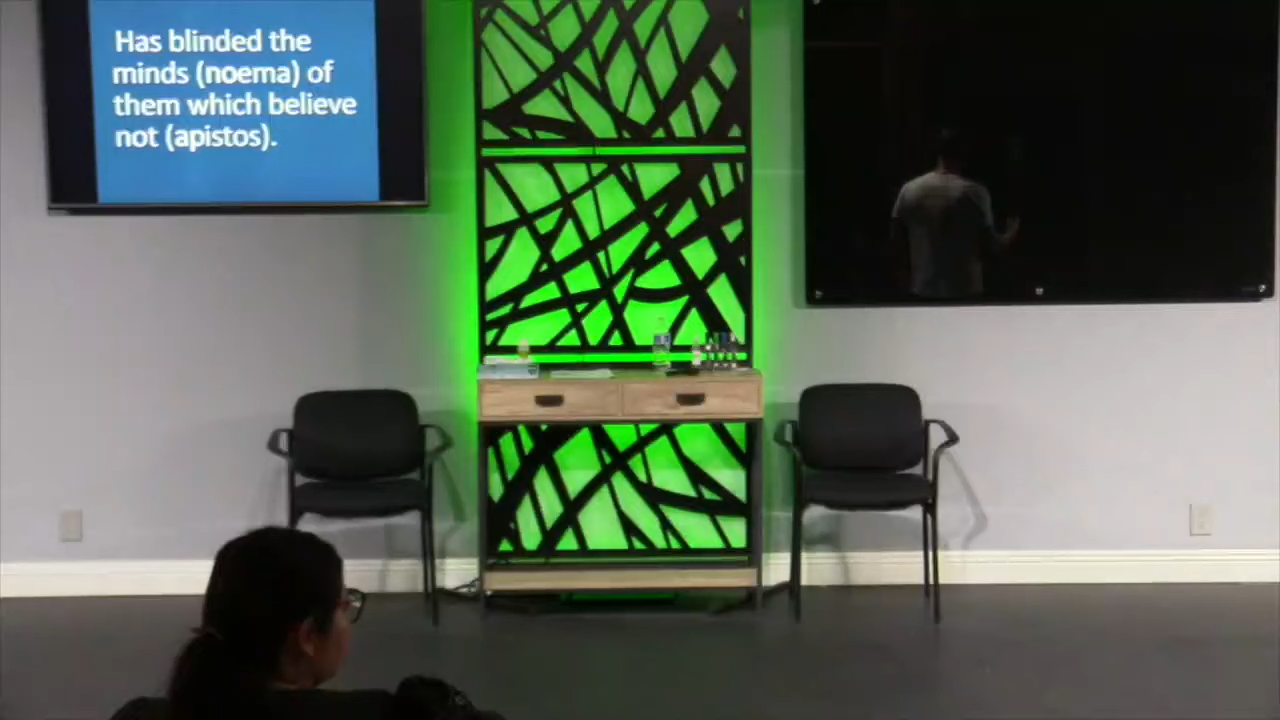 Has blinded the
minds (noema) of
them which believe
not (apistos).